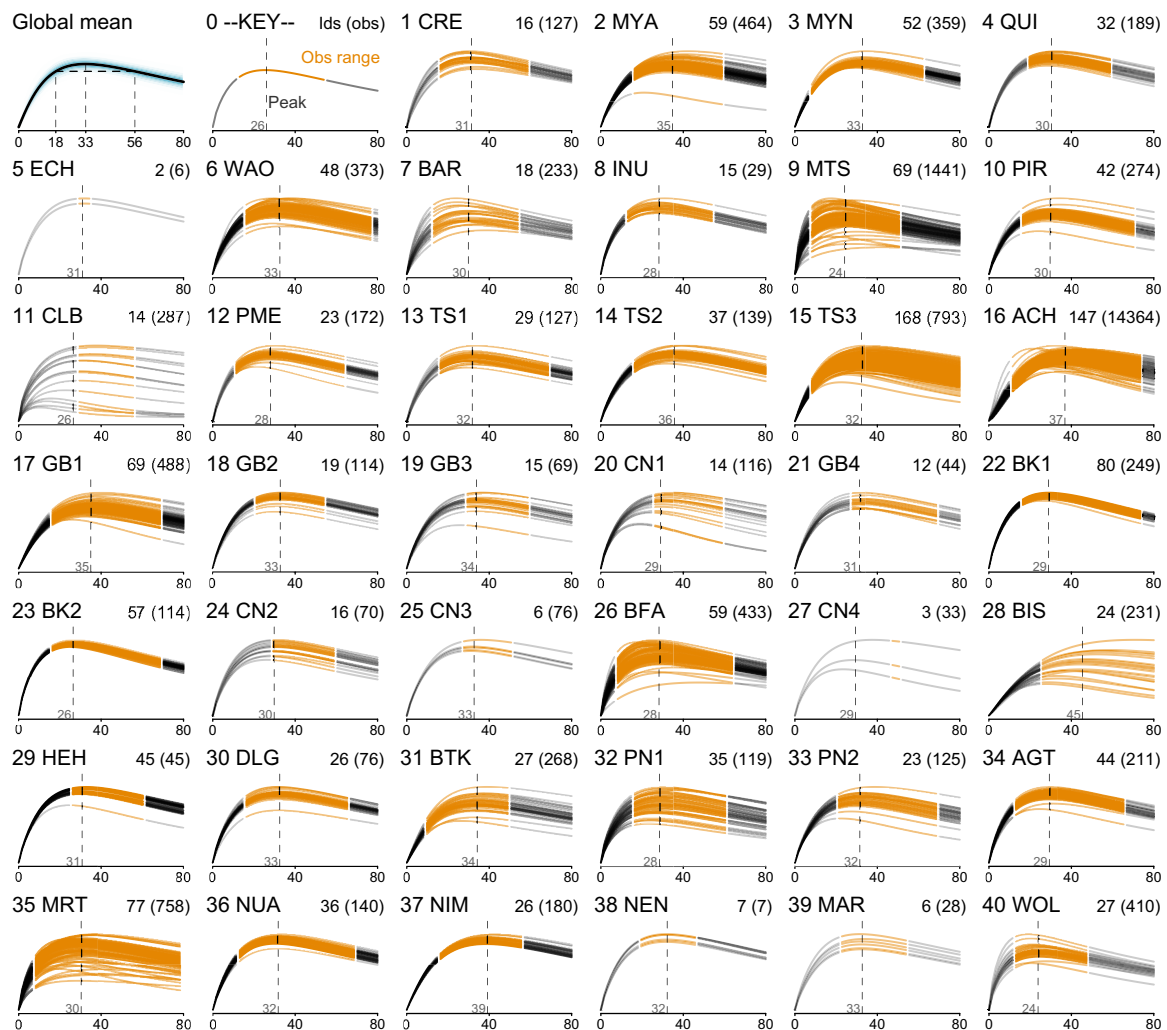 Global mean
0 18 33 56 80
0 --KEY-- Ids (obs)
Obs range
Peak
26
0 40 80
1 CRE 16 (127)
31
0 40 80
2 MYA 59 (464)
35
0 40 80
3 MYN 52 (359)
33
0 40 80
4 QUI 32 (189)
30
0 40 80
5 ECH 2 (6)
31
0 40 80
6 WAO 48 (373)
33
0 40 80
7 BAR 18 (233)
30
0 40 80
8 INU 15 (29)
28
0 40 80
9 MTS 69 (1441)
24
0 40 80
10 PIR 42 (274)
30
0 40 80
11 CLB 14 (287)
26
0 40 80
12 PME 23 (172)
28
0 40 80
13 TS1 29 (127)
32
0 40 80
14 TS2 37 (139)
36
0 40 80
15 TS3 168 (793)
32
0 40 80
16 ACH 147 (14364)
37
0 40 80
17 GB1 69 (488)
35
0 40 80
18 GB2 19 (114)
33
0 40 80
19 GB3 15 (69)
34
0 40 80
20 CN1 14 (116)
29
0 40 80
21 GB4 12 (44)
31
0 40 80
22 BK1 80 (249)
29
0 40 80
23 BK2 57 (114)
26
0 40 80
24 CN2 16 (70)
30
0 40 80
25 CN3 6 (76)
33
0 40 80
26 BFA 59 (433)
28
0 40 80
27 CN4 3 (33)
29
0 40 80
28 BIS 24 (231)
45
0 40 80
29 HEH 45 (45)
31
0 40 80
30 DLG 26 (76)
33
0 40 80
31 BTK 27 (268)
34
0 40 80
32 PN1 35 (119)
28
0 40 80
33 PN2 23 (125)
32
0 40 80
34 AGT 44 (211)
29
0 40 80
35 MRT 77 (758)
30
0 40 80
36 NUA 36 (140)
32
0 40 80
37 NIM 26 (180)
39
0 40 80
38 NEN 7 (7)
32
0 40 80
39 MAR 6 (28)
33
0 40 80
40 WOL 27 (410)
24
0 40 80